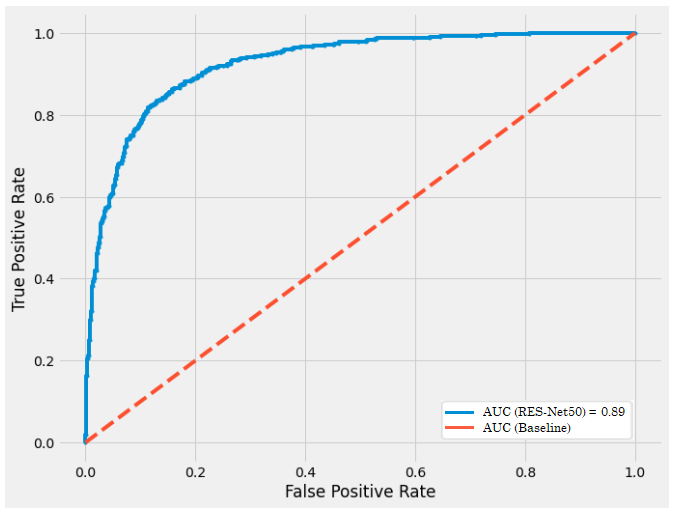 1.0
0.8
0.6
0.4
0.2
0.0
True Positive Rate
AUC (RES-Net50) = 0.89
AUC (Baseline)
0.0 0.2 0.4 0.6 0.8 1.0
False Positive Rate